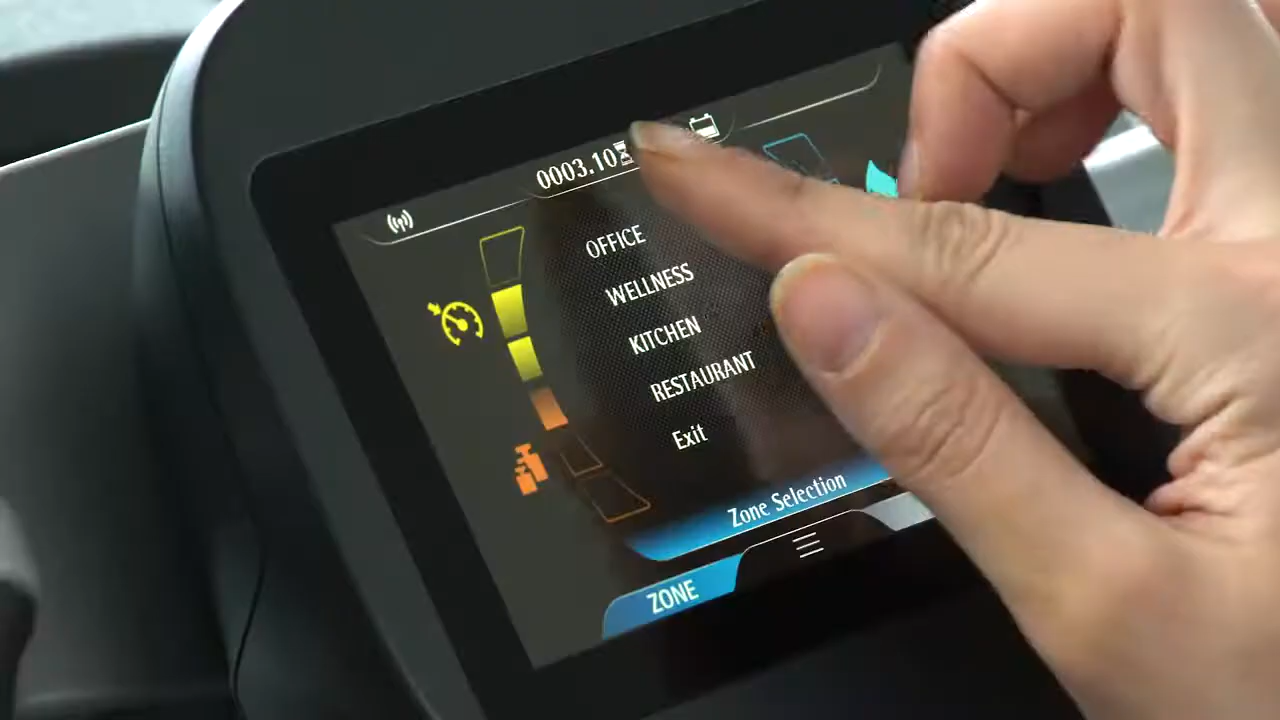 0003.10
OFFICE
WELLNESS
KITCHEN
RESTAURANT
Exit
Zone Selection
ZONE